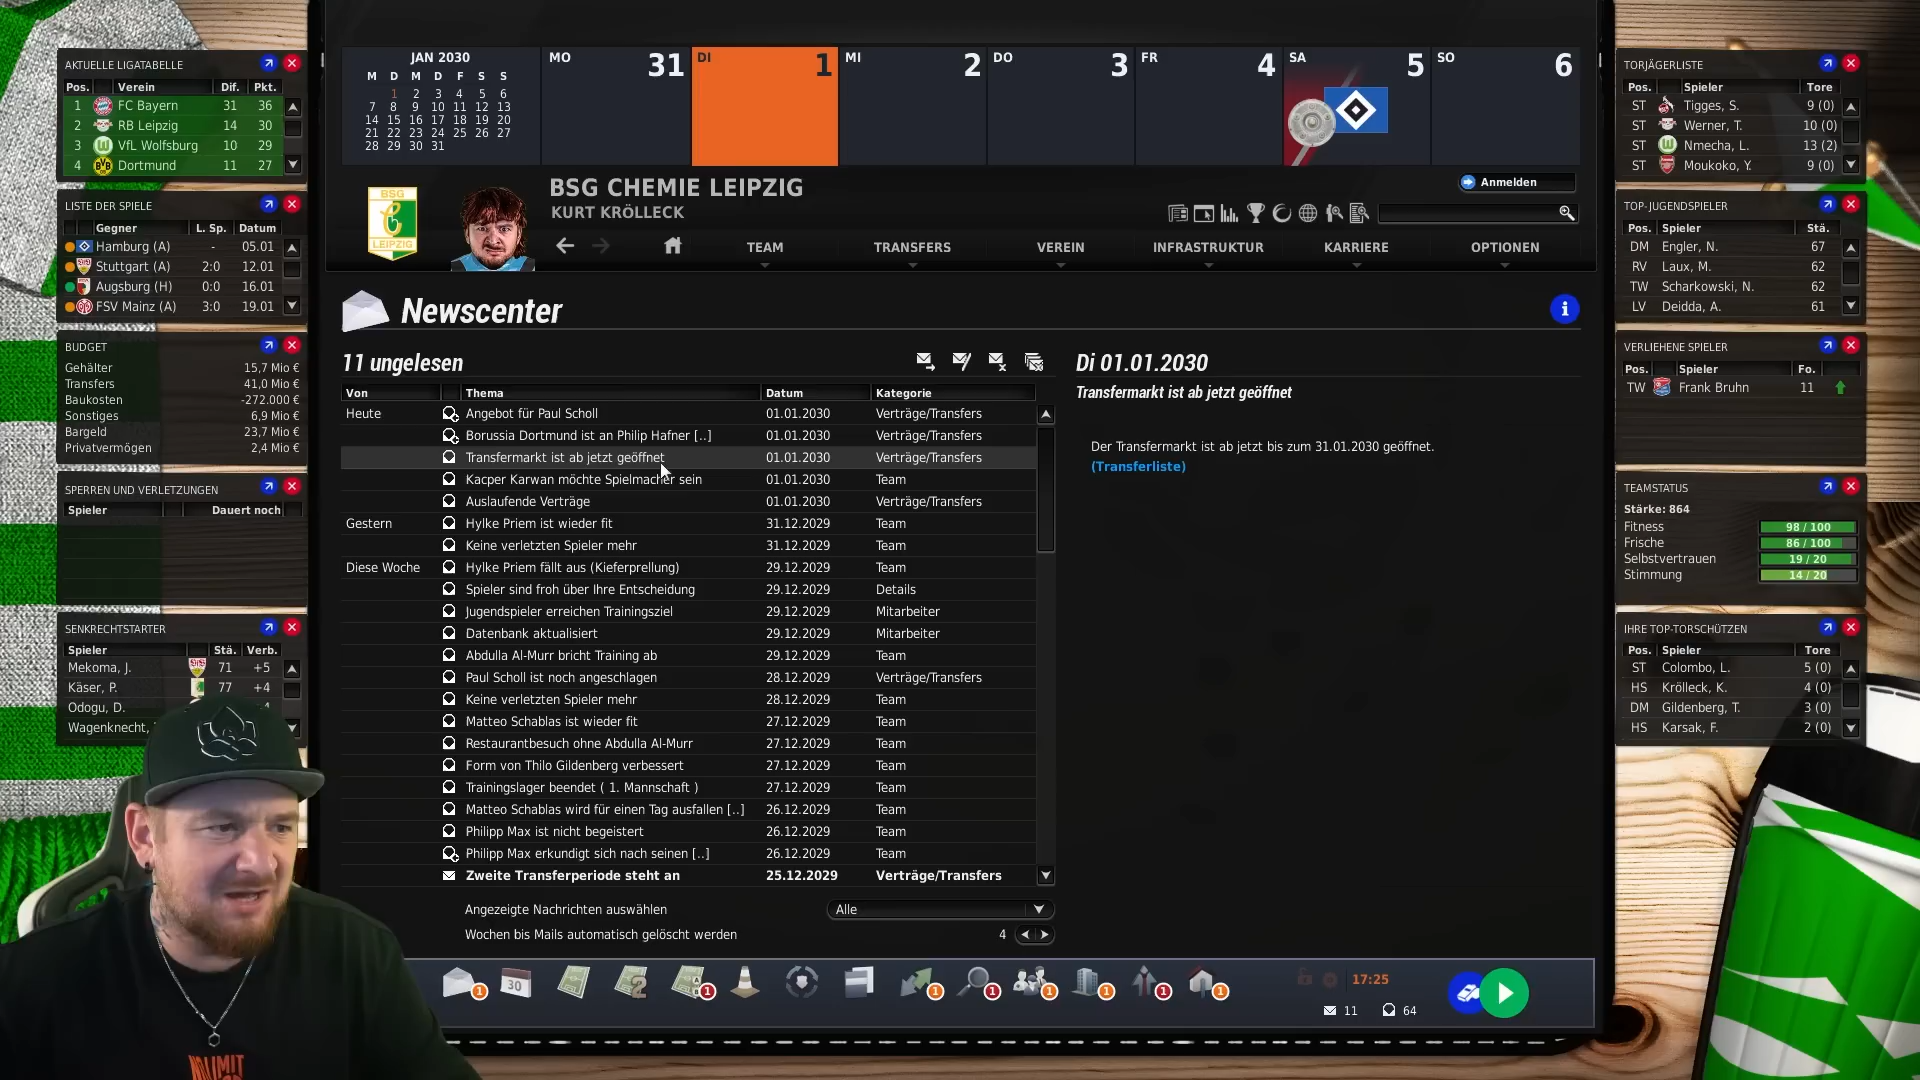 AKTUELLE LIGATABELLE
Pos. Verein Dif. Pkt.
1 FC Bayern 31 36
2 RB Leipzig 14 30
3 VfL Wolfsburg 10 29
4 Dortmund 11 27
LISTE DER SPIELE
Gegner L. Sp. Datum
Hamburg (A) - 05.01
Stuttgart (A) 2:0 12.01
Augsburg (H) 0:0 16.01
FSV Mainz (A) 3:0 19.01
BUDGET
Gehälter 15,7 Mio €
Transfers 41,0 Mio €
Baukosten -272.000 €
Sonstiges 6,9 Mio €
Bargeld 23,7 Mio €
Privatvermögen 2,4 Mio €
SPERREN UND VERLETZUNGEN
Spieler Dauert noch
SENKRECHTSTARTER
Spieler Stä. Verb.
Mekoma, J. 71 +5
Käser, P. 77 +4
Odogu, D.
Wagenknecht,
JAN 2030
M D M D F S S
1 2 3 4 5 6
7 8 9 10 11 12 13
14 15 16 17 18 19 20
21 22 23 24 25 26 27
28 29 30 31
MO 31 DI 1 MI 2 DO 3 FR 4 SA 5 SO 6
BSG
LEIPZIG
BSG CHEMIE LEIPZIG
KURT KRÖLLECK
Anmelden
TEAM TRANSFERS VEREIN INFRASTRUKTUR KARRIERE OPTIONEN
Newscenter
11 ungelesen
Von Thema Datum Kategorie
Heute Angebot für Paul Scholl 01.01.2030 Verträge/Transfers
Borussia Dortmund ist an Philip Hafner [..] 01.01.2030 Verträge/Transfers
Transfermarkt ist ab jetzt geöffnet 01.01.2030 Verträge/Transfers
Kacper Karwan möchte Spielmacher sein 01.01.2030 Team
Auslaufende Verträge 01.01.2030 Verträge/Transfers
Gestern Hylke Priem ist wieder fit 31.12.2029 Team
Keine verletzten Spieler mehr 31.12.2029 Team
Diese Woche Hylke Priem fällt aus (Kieferprellung) 29.12.2029 Team
Spieler sind froh über Ihre Entscheidung 29.12.2029 Details
Jugendspieler erreichen Trainingsziel 29.12.2029 Mitarbeiter
Datenbank aktualisiert 29.12.2029 Mitarbeiter
Abdulla Al-Murr bricht Training ab 29.12.2029 Team
Paul Scholl ist noch angeschlagen 28.12.2029 Verträge/Transfers
Keine verletzten Spieler mehr 28.12.2029 Team
Matteo Schablas ist wieder fit 27.12.2029 Team
Restaurantbesuch ohne Abdulla Al-Murr 27.12.2029 Team
Form von Thilo Gildenberg verbessert 27.12.2029 Team
Trainingslager beendet ( 1. Mannschaft ) 27.12.2029 Team
Matteo Schablas wird für einen Tag ausfallen [..] 26.12.2029 Team
Philipp Max ist nicht begeistert 26.12.2029 Team
Philipp Max erkundigt sich nach seinen [..] 26.12.2029 Team
Zweite Transferperiode steht an 25.12.2029 Verträge/Transfers
Angezeigte Nachrichten auswählen Alle
Wochen bis Mails automatisch gelöscht werden 4
Di 01.01.2030
Transfermarkt ist ab jetzt geöffnet
Der Transfermarkt ist ab jetzt bis zum 31.01.2030 geöffnet.
(Transferliste)
1 30 2 1 1 1 1 1 1 1
17:25
11 64
TORJÄGERLISTE
Pos. Spieler Tore
ST Tigges, S. 9 (0)
ST Werner, T. 10 (0)
ST Nmecha, L. 13 (2)
ST Moukoko, Y. 9 (0)
TOP-JUGENDSPIELER
Pos. Spieler Stä.
DM Engler, N. 67
RV Laux, M. 62
TW Scharkowski, N. 62
LV Deidda, A. 61
VERLIEHENE SPIELER
Pos. Spieler Fo.
TW Frank Bruhn 11
TEAMSTATUS
Stärke: 864
Fitness 98 / 100
Frische 86 / 100
Selbstvertrauen 19 / 20
Stimmung 14 / 20
IHRE TOP-TORSCHÜTZEN
Pos. Spieler Tore
ST Colombo, L. 5 (0)
HS Krölleck, K. 4 (0)
DM Gildenberg, T. 3 (0)
HS Karsak, F. 2 (0)